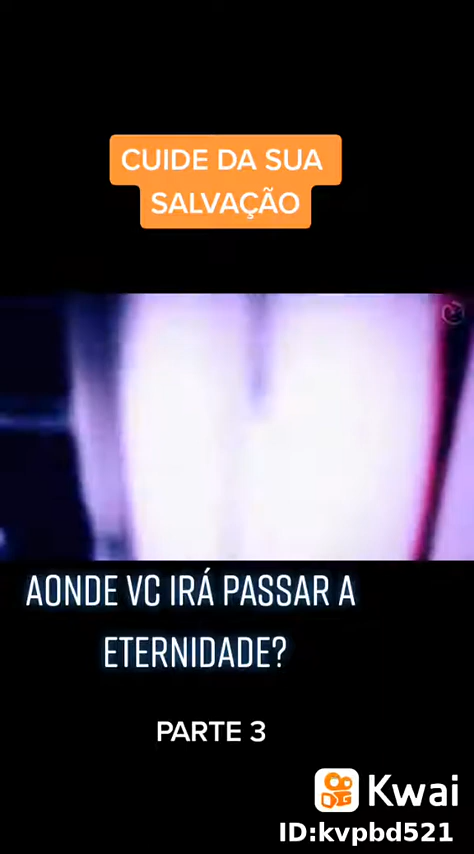 CUIDE DA SUA
SALVAÇÃO
AONDE VC IRÁ PASSAR A
ETERNIDADE?
PARTE 3
Kwai
ID:kvpbd521